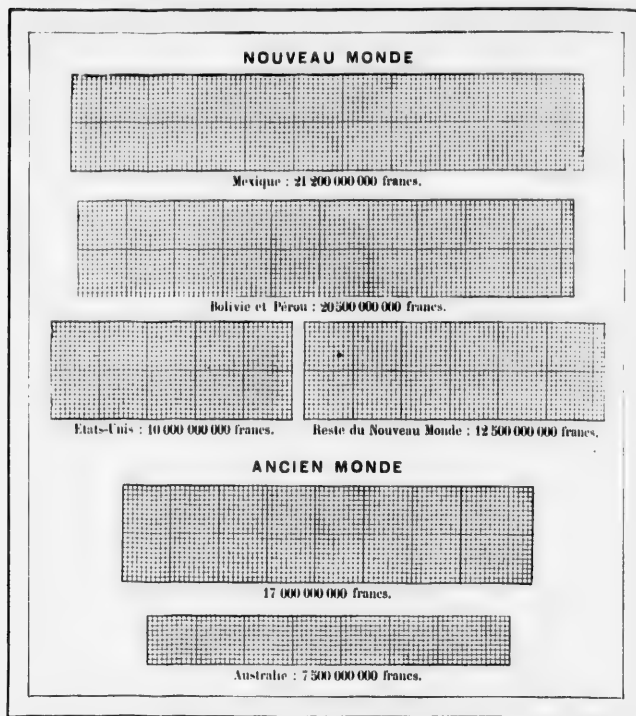 NOUVEAU MONDE
Mexique : 21 200 000 000 francs.
Bolivie et Pérou : 20 500 000 000 francs.
Etats-Unis : 10 000 000 000 francs.
Reste du Nouveau Monde : 12 500 000 000 francs.
ANCIEN MONDE
17 000 000 000 francs.
Australie : 7 500 000 000 francs.